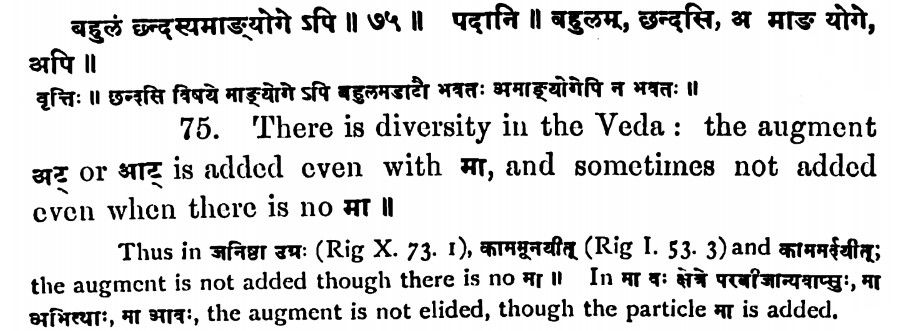 बहुलं छन्दस्यमाङ्योगे ऽपि ॥ ७५ ॥ पदानि ॥ बहुलम्, छन्दसि, अ माङ योगे,
अपि ॥
वृत्तिः ॥ छन्दसि विषये माङ्योगे ऽपि बहुलमडाटौ भवतः अमाङ्योगेपि न भवतः ॥
75. There is diversity in the Veda : the augment
अट् or आट् is added even with मा, and sometimes not added
even when there is no मा ॥
Thus in जनिष्ठा उग्रः (Rig X. 73. 1), काममूनयीत् (Rig I. 53. 3) and काममर्दयीत्;
the augment is not added though there is no मा ॥ In मा वः क्षेत्रे परबीजान्यवाप्सुः, मा
अभित्थाः, मा आवः, the augment is not elided, though the particle मा is added.